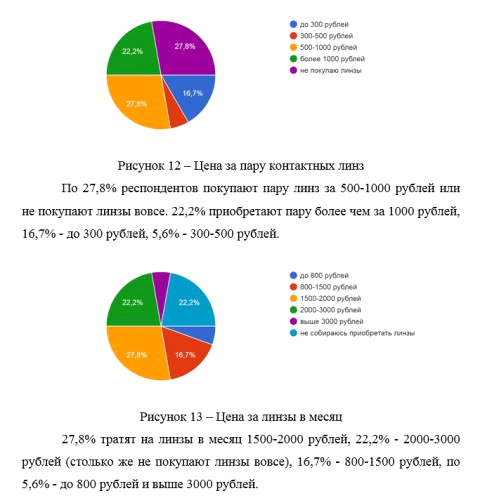 до 300 рублей
300-500 рублей
500-1000 рублей
более 1000 рублей
не покупаю линзы
22,2%
27,8%
16,7%
27,8%
Рисунок 12 – Цена за пару контактных линз
По 27,8% респондентов покупают пару линз за 500-1000 рублей или
не покупают линзы вовсе. 22,2% приобретают пару более чем за 1000 рублей,
16,7% - до 300 рублей, 5,6% - 300-500 рублей.
до 800 рублей
800-1500 рублей
1500-2000 рублей
2000-3000 рублей
выше 3000 рублей
не собираюсь приобретать линзы
22,2%
22,2%
27,8%
16,7%
Рисунок 13 – Цена за линзы в месяц
27,8% тратят на линзы в месяц 1500-2000 рублей, 22,2% - 2000-3000
рублей (столько же не покупают линзы вовсе), 16,7% - 800-1500 рублей, по
5,6% - до 800 рублей и выше 3000 рублей.